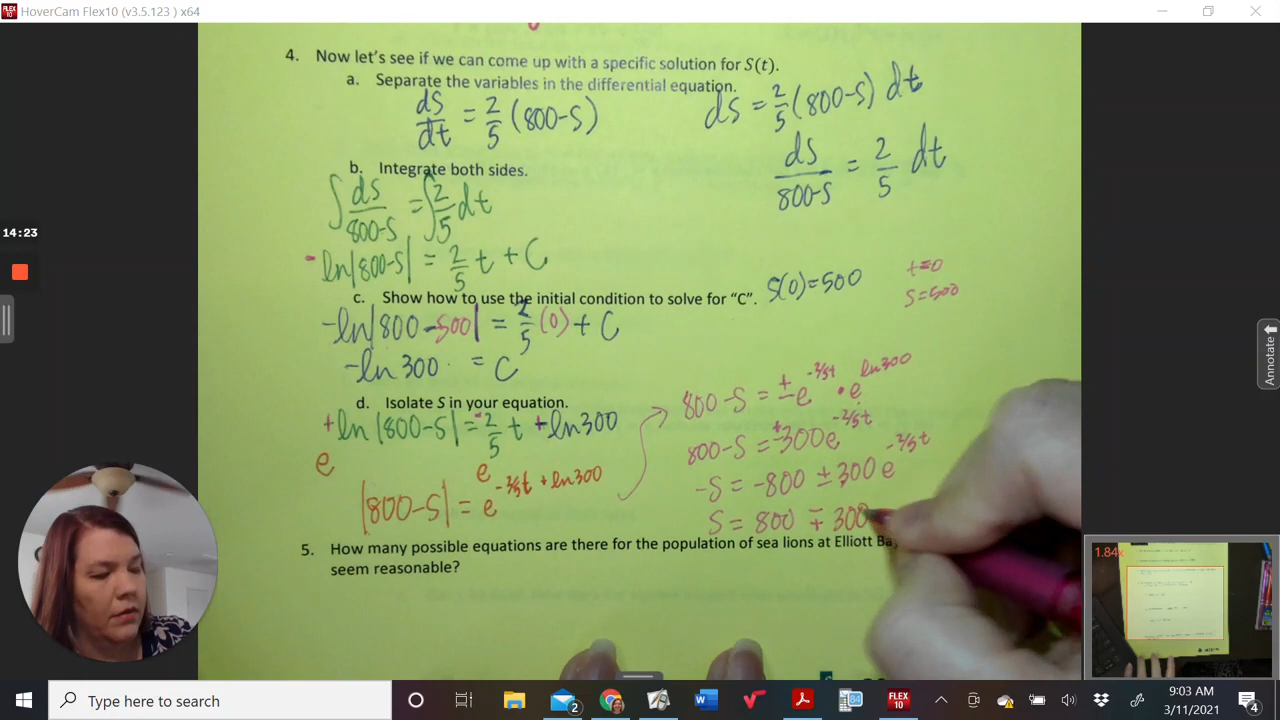 HoverCam Flex10 (v3.5.123 ) x64
4. Now let's see if we can come up with a specific solution for S(t).
a. Separate the variables in the differential equation.
dS/dt = 2/5 (800-S)
dS = 2/5 (800-S) dt
dS/800-S = 2/5 dt
b. Integrate both sides.
∫ dS/800-S = ∫ 2/5 dt
-ln|800-S| = 2/5 t + C
c. Show how to use the initial condition to solve for “C”.
S(0)=500
t=0
S=500
-ln|800-500| = 2/5 (0) + C
-ln 300 = C
d. Isolate S in your equation.
+ln|800-S| = -2/5 t +ln300
e e
|800-S| = e^-2/5t +ln300
800-S = ±e^-2/5t • e^ln300
800-S = ±300e^-2/5t
-S = -800 ±300e^-2/5t
S = 800 ∓ 300
5. How many possible equations are there for the population of sea lions at Elliott Ba
seem reasonable?
14:23
Annotate
1.84x
Type here to search
2
FLEX
10
9:03 AM
3/11/2021
4